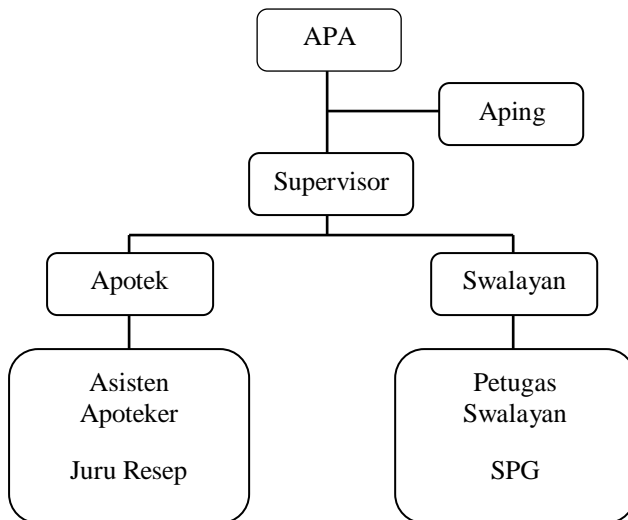 APA
Aping
Supervisor
Apotek
Swalayan
Asisten
Apoteker
Juru Resep
Petugas
Swalayan
SPG